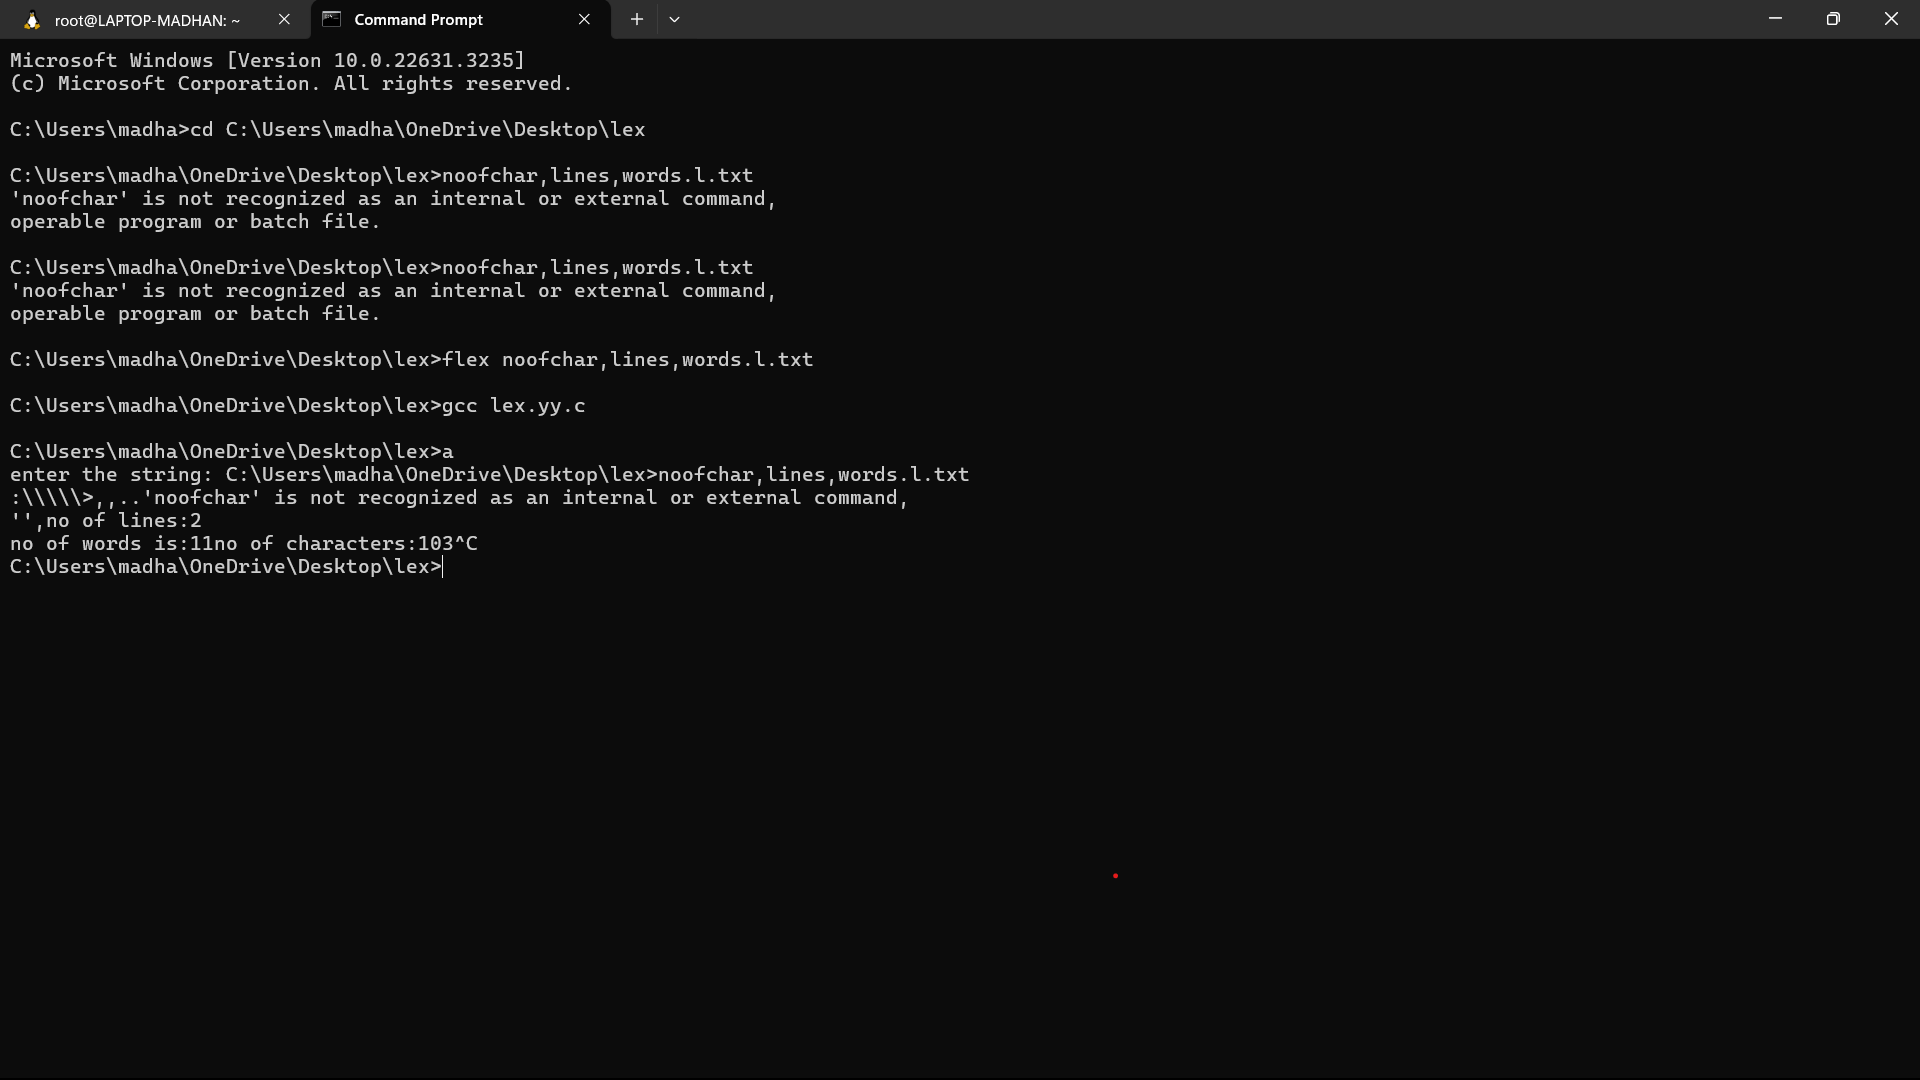 root@LAPTOP-MADHAN: ~
Command Prompt
Microsoft Windows [Version 10.0.22631.3235]
(c) Microsoft Corporation. All rights reserved.
C:\Users\madha>cd C:\Users\madha\OneDrive\Desktop\lex
C:\Users\madha\OneDrive\Desktop\lex>noofchar,lines,words.l.txt
'noofchar' is not recognized as an internal or external command,
operable program or batch file.
C:\Users\madha\OneDrive\Desktop\lex>noofchar,lines,words.l.txt
'noofchar' is not recognized as an internal or external command,
operable program or batch file.
C:\Users\madha\OneDrive\Desktop\lex>flex noofchar,lines,words.l.txt
C:\Users\madha\OneDrive\Desktop\lex>gcc lex.yy.c
C:\Users\madha\OneDrive\Desktop\lex>a
enter the string: C:\Users\madha\OneDrive\Desktop\lex>noofchar,lines,words.l.txt
:\\\\\>,,..'noofchar' is not recognized as an internal or external command,
'',no of lines:2
no of words is:11no of characters:103^C
C:\Users\madha\OneDrive\Desktop\lex>